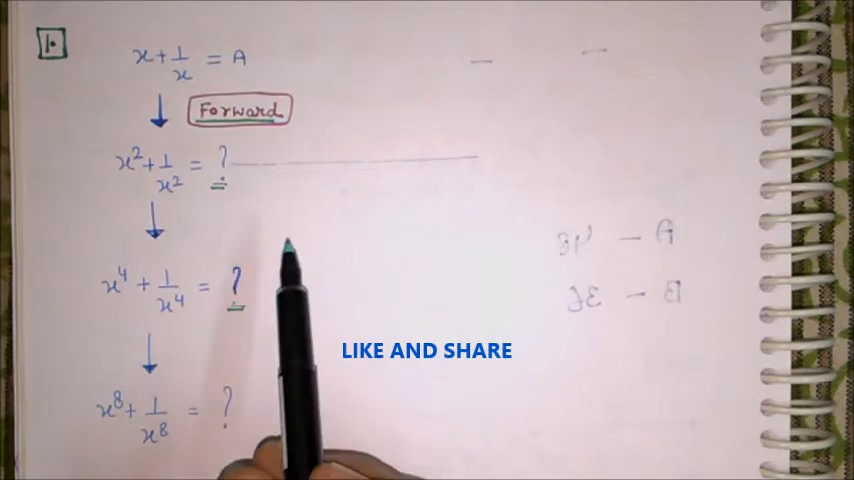 1.
x + 1/x = A
Forward
x² + 1/x² = ?
x⁴ + 1/x⁴ = ?
LIKE AND SHARE
x⁸ + 1/x⁸ = ?